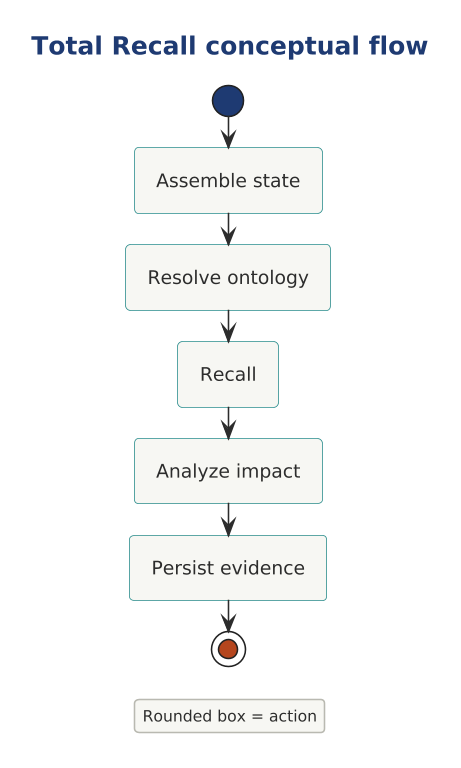 Total Recall conceptual flow
Assemble state
Resolve ontology
Recall
Analyze impact
Persist evidence
Rounded box = action